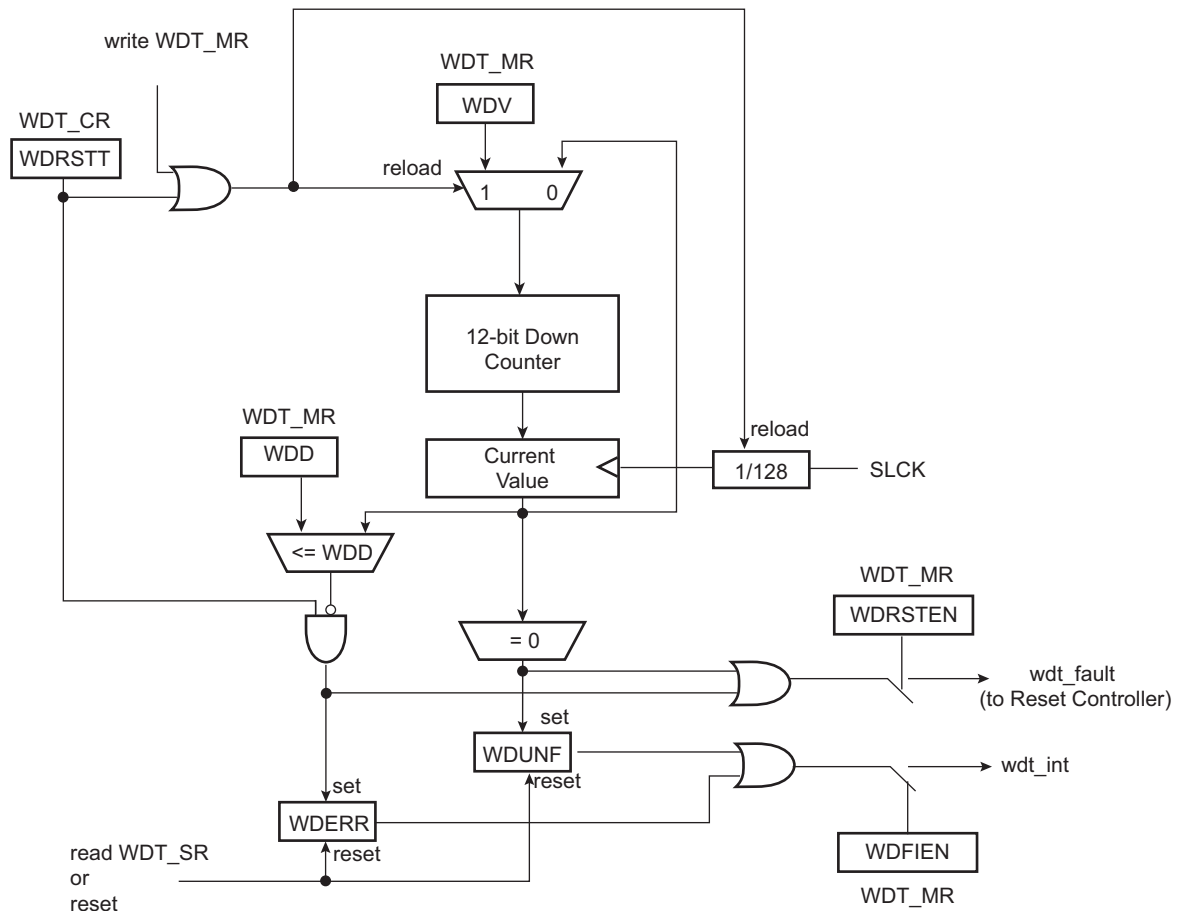 write WDT_MR
WDT_MR
WDV
WDT_CR
WDRSTT
reload
1 0
12-bit Down
Counter
WDT_MR
WDD
Current
Value
reload
1/128
SLCK
<= WDD
WDT_MR
WDRSTEN
= 0
wdt_fault
(to Reset Controller)
set
WDUNF
reset
wdt_int
set
WDERR
reset
read WDT_SR
or
reset
WDFIEN
WDT_MR